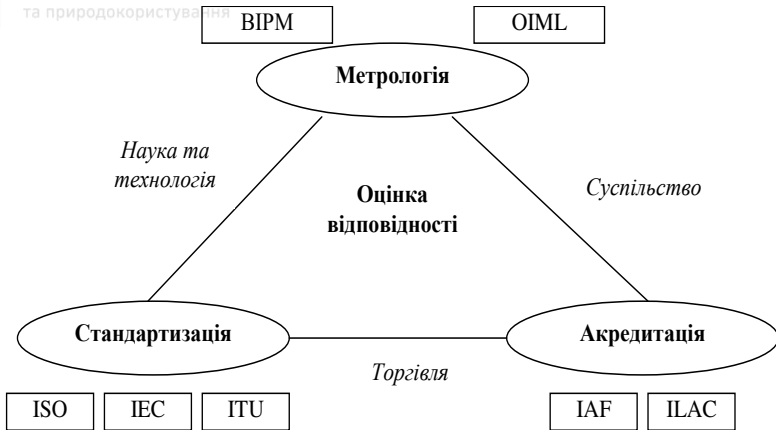 та природокористування
BIPM
OIML
Метрологія
Наука та
технологія
Суспільство
Оцінка
відповідності
Стандартизація
Акредитація
Торгівля
ISO
IEC
ITU
IAF
ILAC